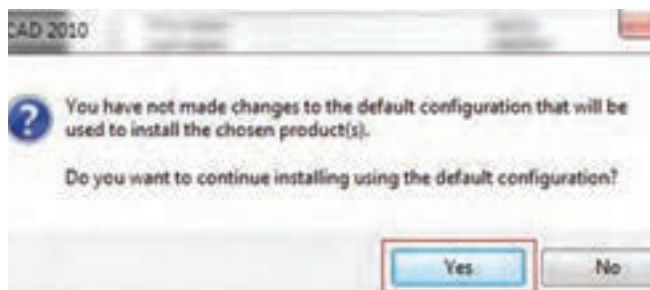 CAD 2010
You have not made changes to the default configuration that will be
used to install the chosen product(s).
Do you want to continue installing using the default configuration?
Yes
No